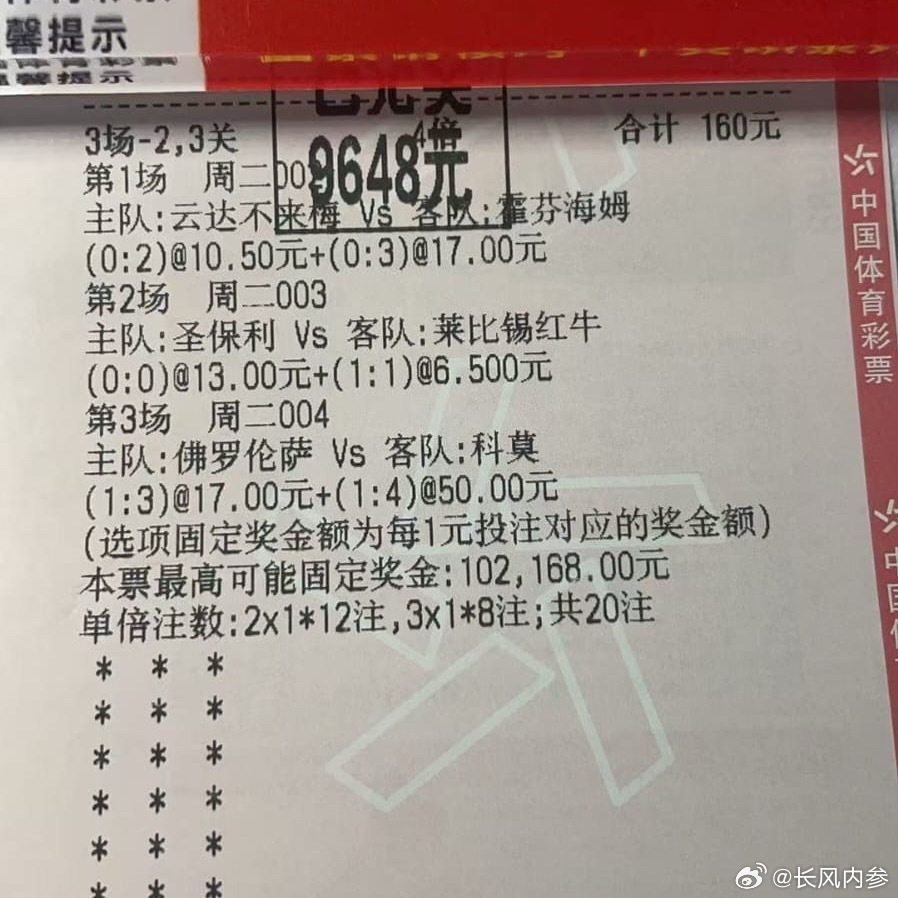 馨提示
馨提示
已兑奖
9648元
3场-2,3关
4倍
合计 160元
第1场 周二00
主队:云达不来梅 Vs 客队:霍芬海姆
(0:2)@10.50元+(0:3)@17.00元
第2场 周二003
主队:圣保利 Vs 客队:莱比锡红牛
(0:0)@13.00元+(1:1)@6.500元
第3场 周二004
主队:佛罗伦萨 Vs 客队:科莫
(1:3)@17.00元+(1:4)@50.00元
(选项固定奖金额为每1元投注对应的奖金额)
本票最高可能固定奖金:102,168.00元
单倍注数:2x1*12注,3x1*8注;共20注
* * *
* * *
* * *
* * *
* * *
* * *
中国体育彩票
中国
@长风内参